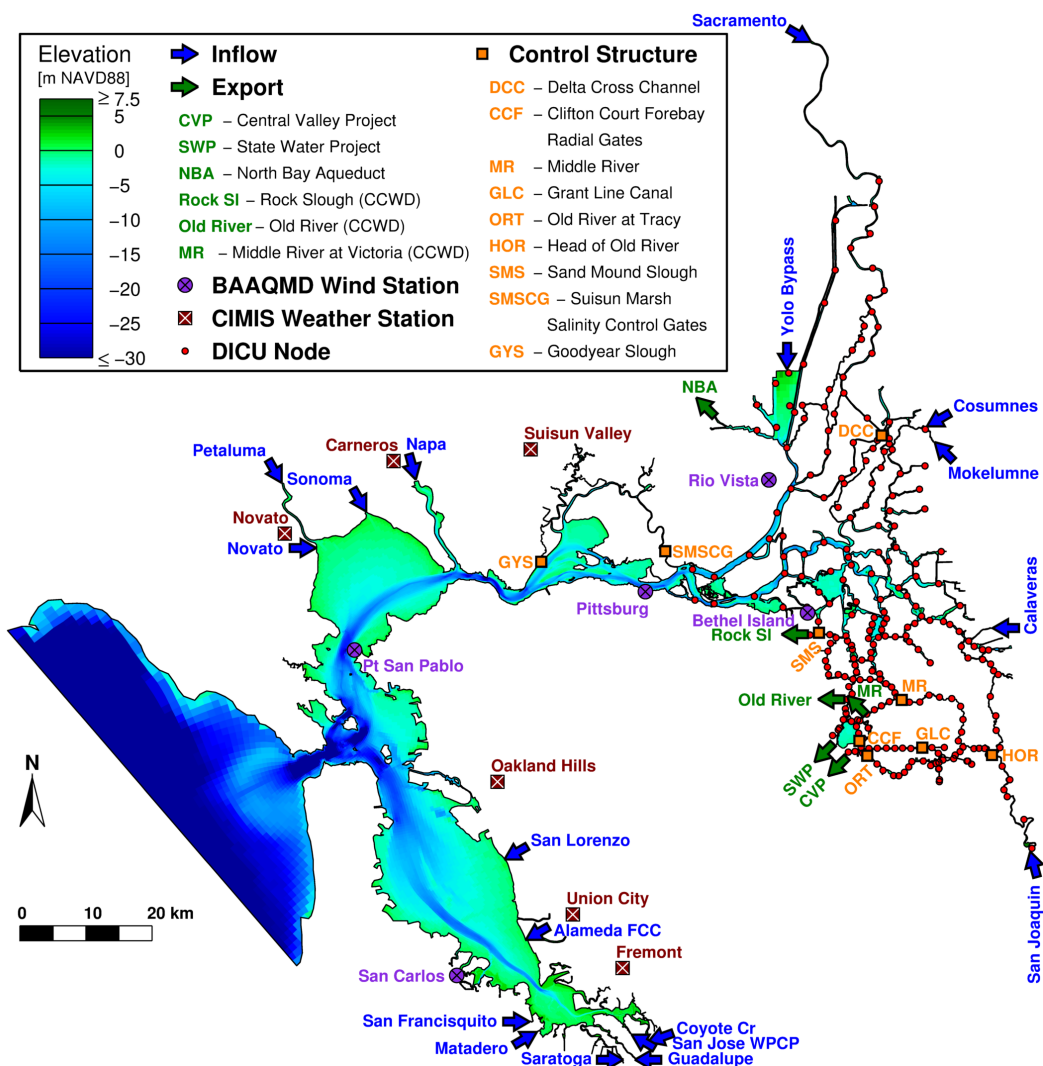 Sacramento
Elevation
[m NAVD88]
≥ 7.5
5
0
−5
−10
−15
−20
−25
≤ −30
Inflow
Export
CVP – Central Valley Project
SWP – State Water Project
NBA – North Bay Aqueduct
Rock Sl – Rock Slough (CCWD)
Old River – Old River (CCWD)
MR – Middle River at Victoria (CCWD)
BAAQMD Wind Station
CIMIS Weather Station
DICU Node
Control Structure
DCC – Delta Cross Channel
CCF – Clifton Court Forebay
Radial Gates
MR – Middle River
GLC – Grant Line Canal
ORT – Old River at Tracy
HOR – Head of Old River
SMS – Sand Mound Slough
SMSCG – Suisun Marsh
Salinity Control Gates
GYS – Goodyear Slough
Yolo Bypass
NBA
Cosumnes
DCC
Mokelumne
Suisun Valley
Carneros
Napa
Petaluma
Sonoma
Rio Vista
Novato
Novato
GYS
SMSCG
Pittsburg
Bethel Island
Calaveras
Rock Sl
SMS
Pt San Pablo
Old River
MR
MR
CCF
GLC
HOR
SWP
CVP
ORT
Oakland Hills
N
San Lorenzo
Union City
0 10 20 km
Alameda FCC
San Joaquin
Fremont
San Carlos
San Francisquito
Coyote Cr
Matadero
San Jose WPCP
Saratoga
Guadalupe